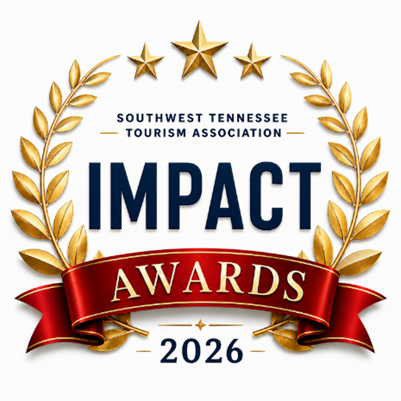 SOUTHWEST TENNESSEE
TOURISM ASSOCIATION
IMPACT
AWARDS
2026